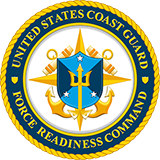 UNITED STATES COAST GUARD
FORCE READINESS COMMAND